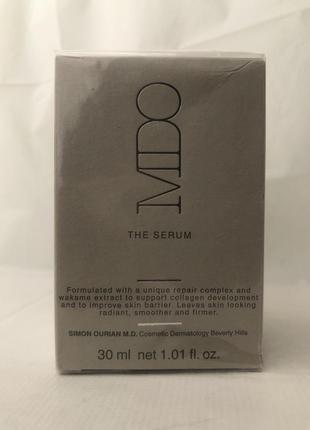 MDO
THE SERUM
Formulated with a unique repair complex and
wakame extract to support collagen development
and to improve skin barrier. Leaves skin looking
radiant, smoother and firmer.
SIMON OURIAN M.D. Cosmetic Dermatology Beverly Hills
30 ml net 1.01 fl. oz.